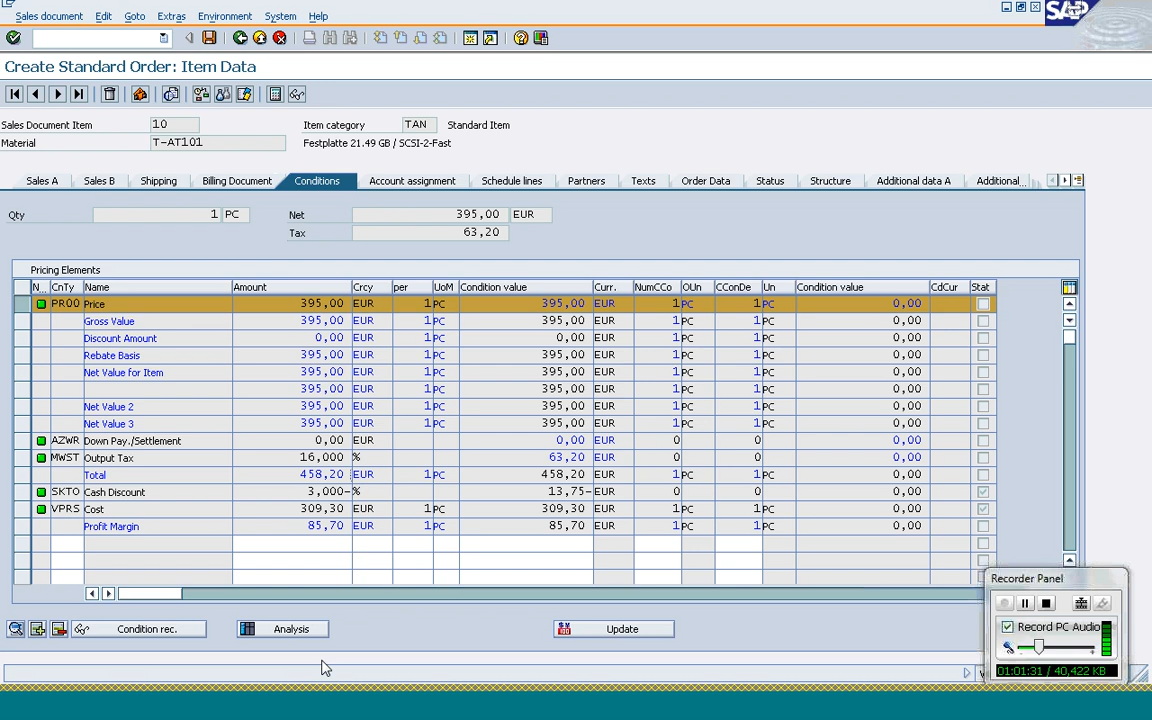 Sales document Edit Goto Extras Environment System Help
SAP
Create Standard Order: Item Data
Sales Document Item 10 Item category TAN Standard Item
Material T-AT101 Festplatte 21.49 GB / SCSI-2-Fast
Sales A Sales B Shipping Billing Document Conditions Account assignment Schedule lines Partners Texts Order Data Status Structure Additional data A Additional...
Qty 1 PC Net 395,00 EUR
Tax 63,20
Pricing Elements
N... CnTy Name Amount Crcy per UoM Condition value Curr. NumCCo OUn CConDe Un Condition value CdCur Stat
PR00 Price 395,00 EUR 1 PC 395,00 EUR 1 PC 1 PC 0,00
Gross Value 395,00 EUR 1 PC 395,00 EUR 1 PC 1 PC 0,00
Discount Amount 0,00 EUR 1 PC 0,00 EUR 1 PC 1 PC 0,00
Rebate Basis 395,00 EUR 1 PC 395,00 EUR 1 PC 1 PC 0,00
Net Value for Item 395,00 EUR 1 PC 395,00 EUR 1 PC 1 PC 0,00
395,00 EUR 1 PC 395,00 EUR 1 PC 1 PC 0,00
Net Value 2 395,00 EUR 1 PC 395,00 EUR 1 PC 1 PC 0,00
Net Value 3 395,00 EUR 1 PC 395,00 EUR 1 PC 1 PC 0,00
AZWR Down Pay./Settlement 0,00 EUR 0,00 EUR 0 0 0,00
MWST Output Tax 16,000 % 63,20 EUR 0 0 0,00
Total 458,20 EUR 1 PC 458,20 EUR 1 PC 1 PC 0,00
SKTO Cash Discount 3,000- % 13,75- EUR 0 0 0,00
VPRS Cost 309,30 EUR 1 PC 309,30 EUR 1 PC 1 PC 0,00
Profit Margin 85,70 EUR 1 PC 85,70 EUR 1 PC 1 PC 0,00
Recorder Panel
Record PC Audio
01:01:31 / 40,422 KB
Condition rec. Analysis Update